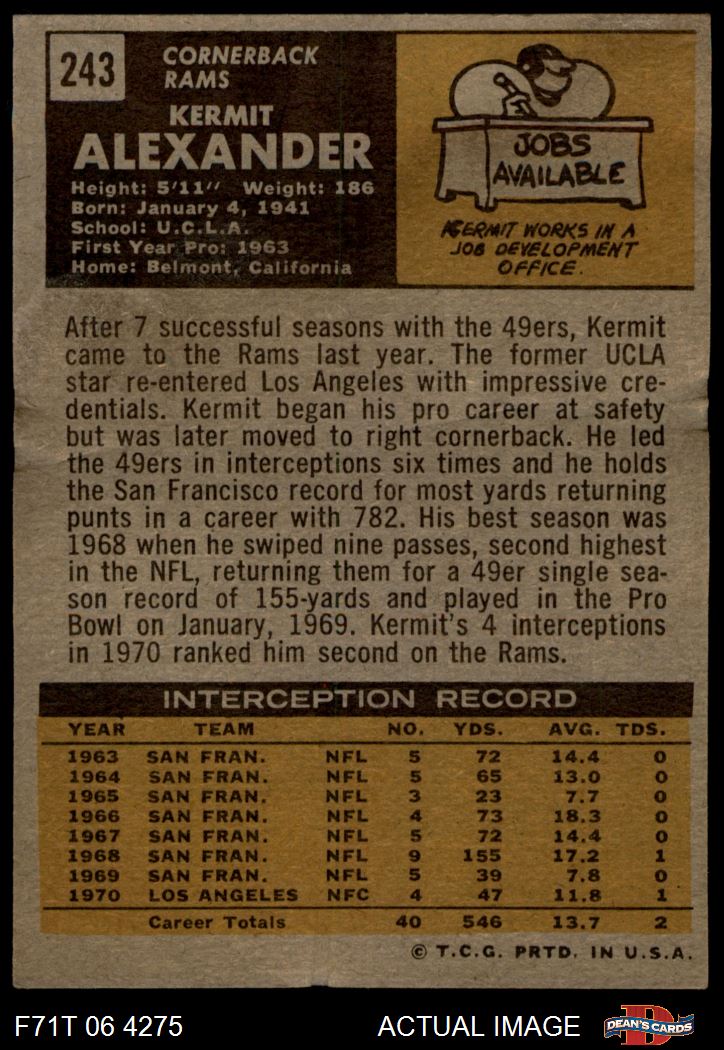 243
CORNERBACK
RAMS
KERMIT
ALEXANDER
Height: 5'11" Weight: 186
Born: January 4, 1941
School: U.C.L.A.
First Year Pro: 1963
Home: Belmont, California
JOBS
AVAILABLE
KERMIT WORKS IN A
JOB DEVELOPMENT
OFFICE.
After 7 successful seasons with the 49ers, Kermit
came to the Rams last year. The former UCLA
star re-entered Los Angeles with impressive cre-
dentials. Kermit began his pro career at safety
but was later moved to right cornerback. He led
the 49ers in interceptions six times and he holds
the San Francisco record for most yards returning
punts in a career with 782. His best season was
1968 when he swiped nine passes, second highest
in the NFL, returning them for a 49er single sea-
son record of 155-yards and played in the Pro
Bowl on January, 1969. Kermit's 4 interceptions
in 1970 ranked him second on the Rams.
INTERCEPTION RECORD
YEAR TEAM NO. YDS. AVG. TDS.
1963 SAN FRAN. NFL 5 72 14.4 0
1964 SAN FRAN. NFL 5 65 13.0 0
1965 SAN FRAN. NFL 3 23 7.7 0
1966 SAN FRAN. NFL 4 73 18.3 0
1967 SAN FRAN. NFL 5 72 14.4 0
1968 SAN FRAN. NFL 9 155 17.2 1
1969 SAN FRAN. NFL 5 39 7.8 0
1970 LOS ANGELES NFC 4 47 11.8 1
Career Totals 40 546 13.7 2
© T.C.G. PRTD. IN U.S.A.
F71T 06 4275 ACTUAL IMAGE
D
DEAN'S CARDS